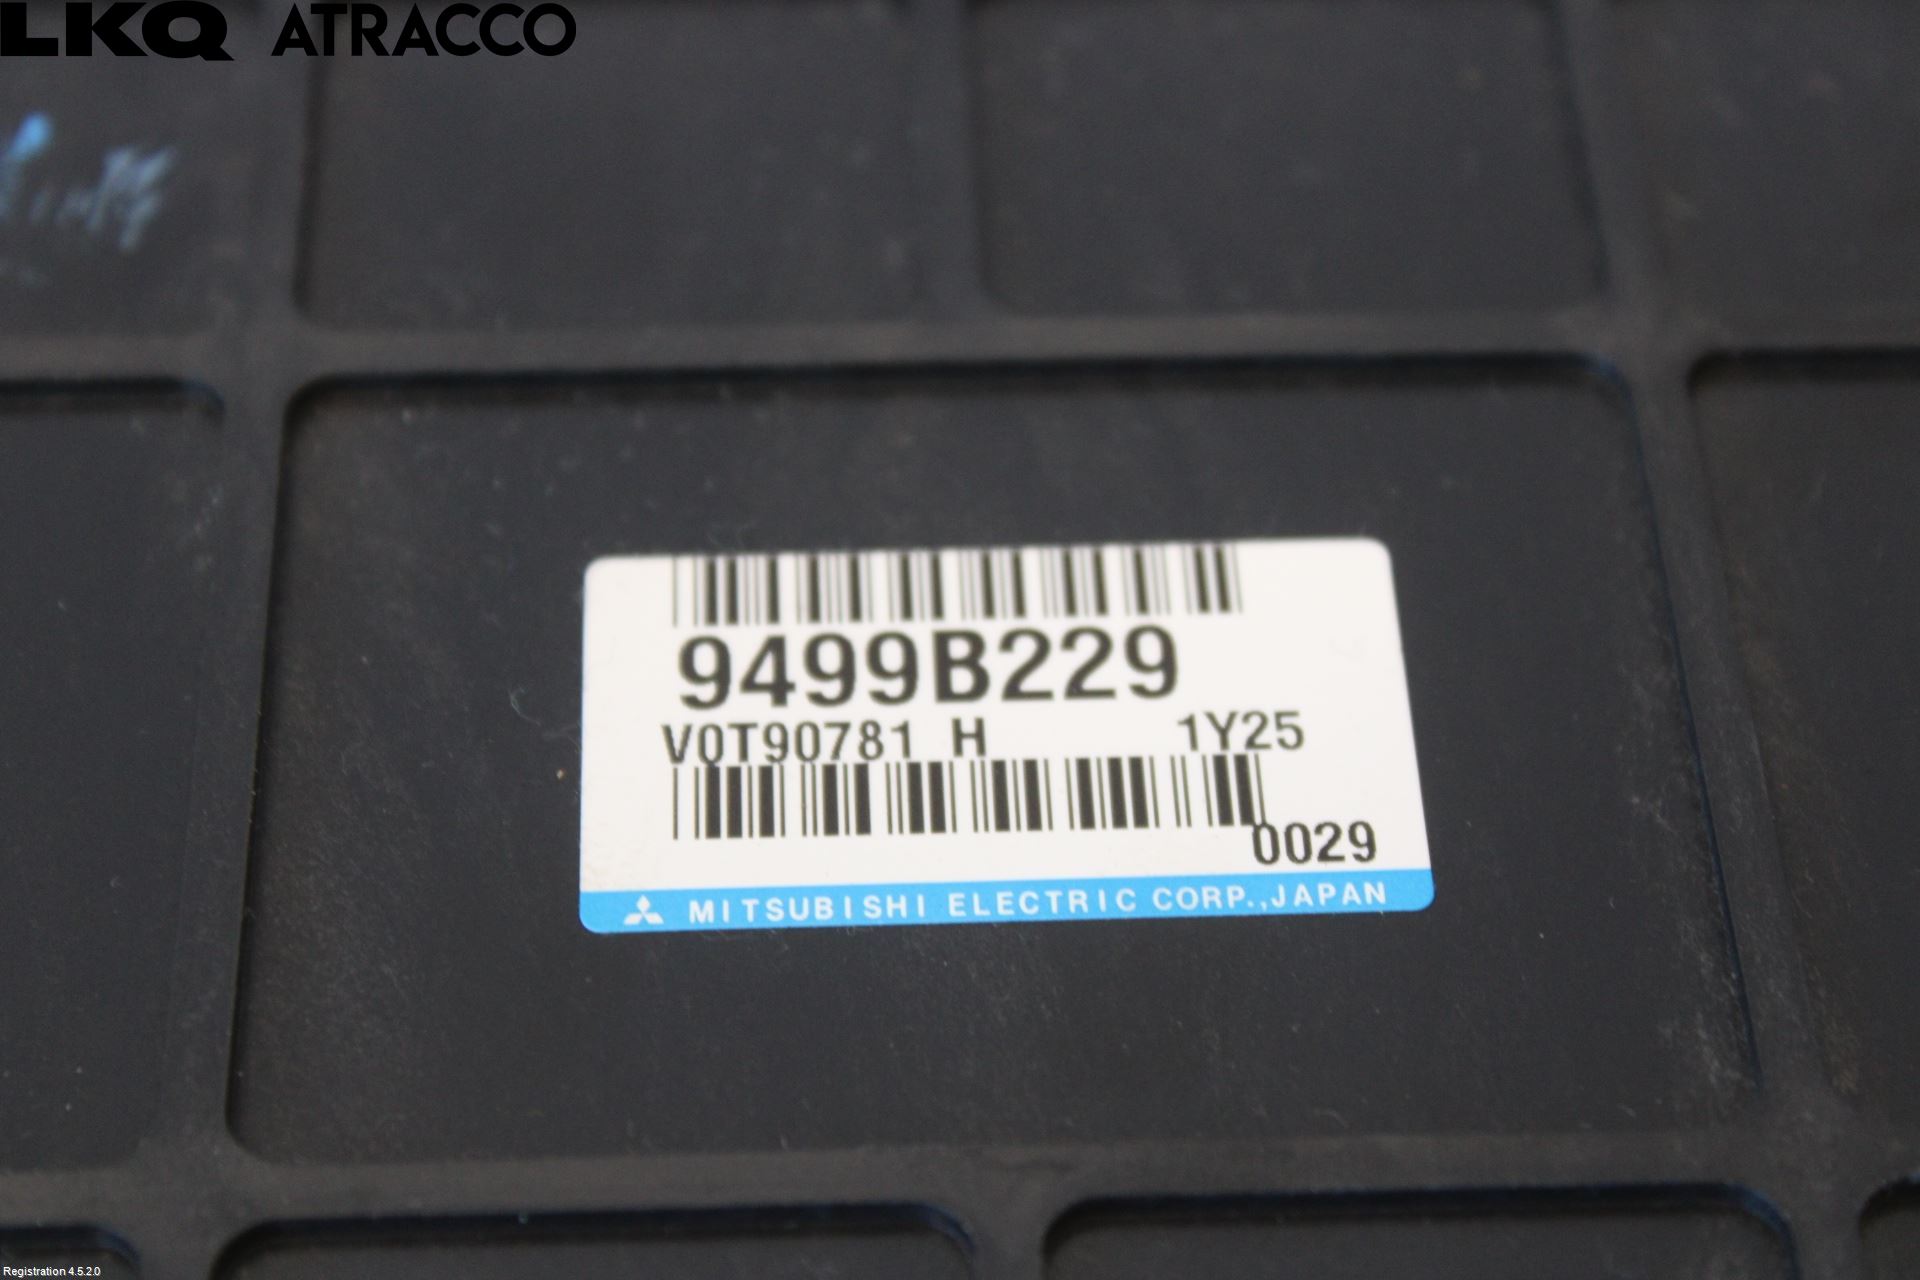 LKQ ATRACCO
9499B229
V0T90781 H 1Y25
0029
MITSUBISHI ELECTRIC CORP.,JAPAN
Registration 4.5.2.0